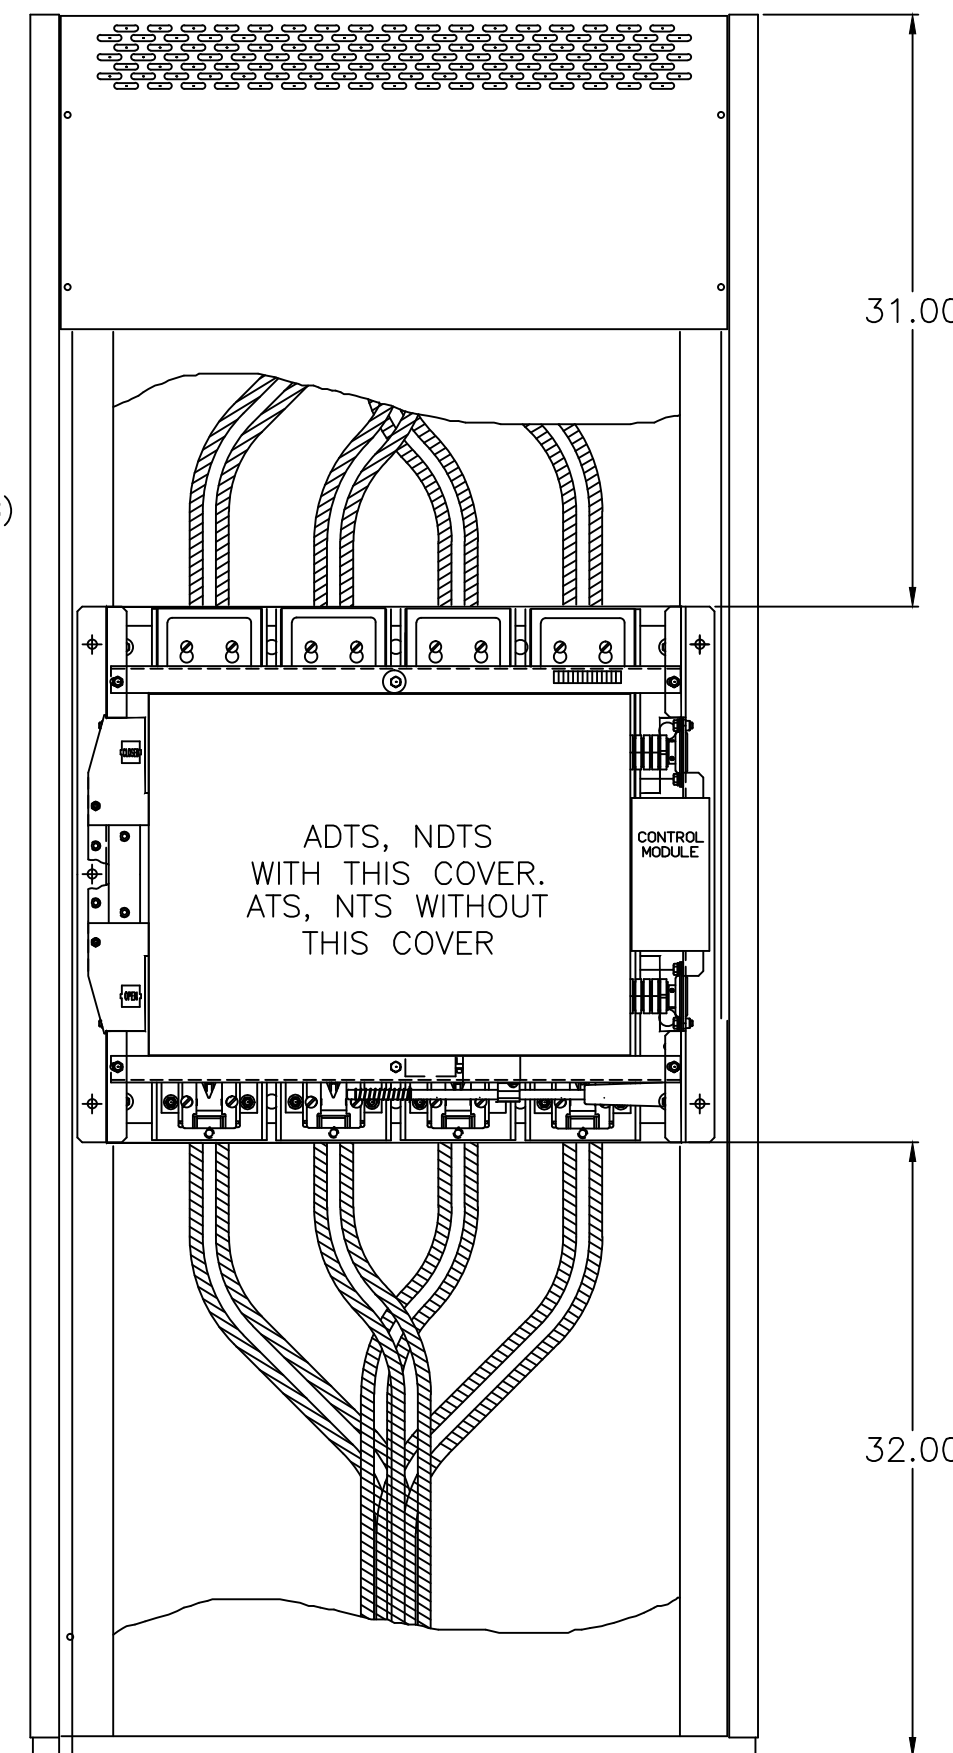 31.00
)
CLOSED
ADTS, NDTS
WITH THIS COVER.
ATS, NTS WITHOUT
THIS COVER
CONTROL
MODULE
OPEN
32.00